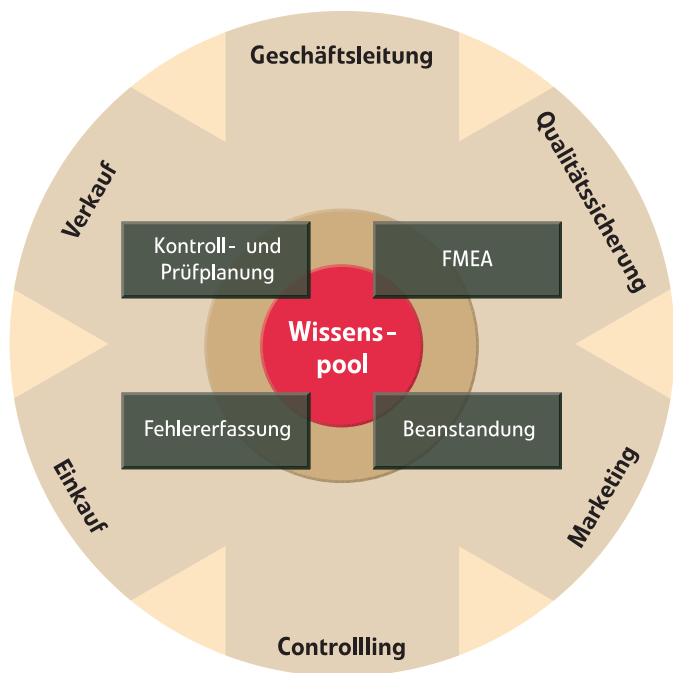 Geschäftsleitung
Qualitätssicherung
Verkauf
Kontroll- und
Prüfplanung
FMEA
Wissens-
pool
Fehlererfassung
Beanstandung
Einkauf
Marketing
Controllling